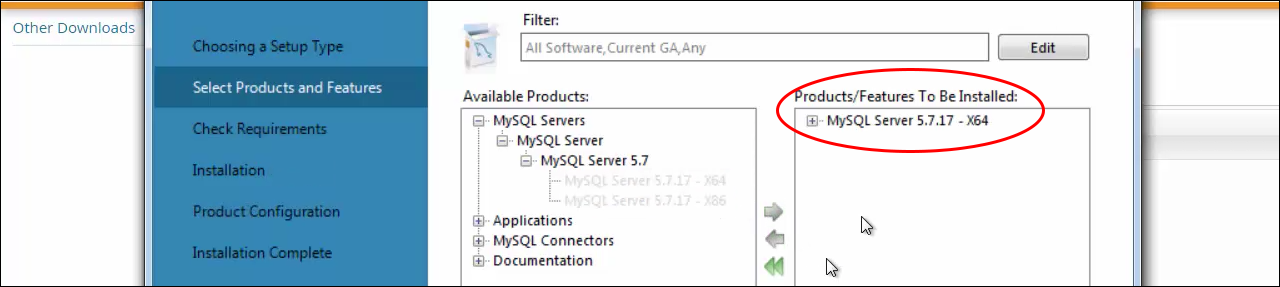 Other Downloads
Choosing a Setup Type
Select Products and Features
Check Requirements
Installation
Product Configuration
Installation Complete
Filter:
All Software,Current GA,Any
Edit
Available Products:
MySQL Servers
MySQL Server
MySQL Server 5.7
MySQL Server 5.7.17 - X64
MySQL Server 5.7.17 - X86
Applications
MySQL Connectors
Documentation
Products/Features To Be Installed:
MySQL Server 5.7.17 - X64